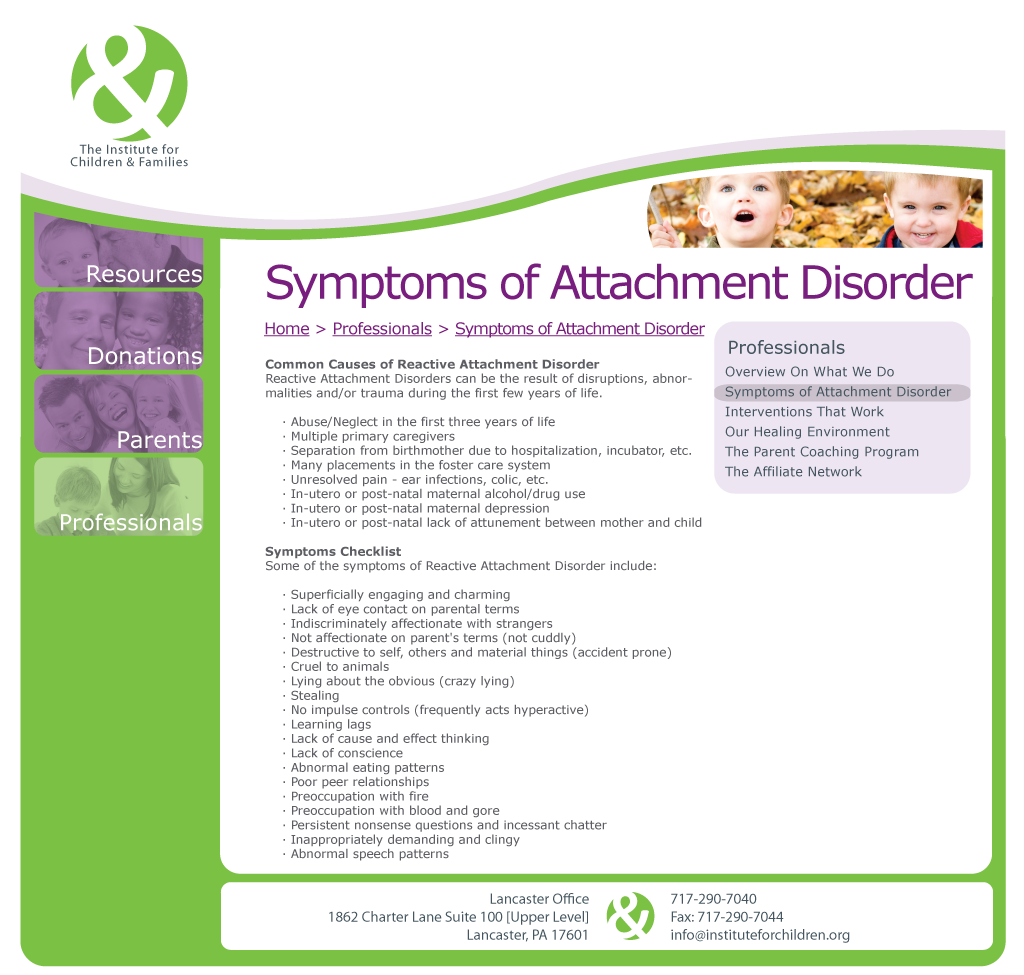 &
The Institute for
Children & Families
Resources
Donations
Parents
Professionals
Symptoms of Attachment Disorder
Home > Professionals > Symptoms of Attachment Disorder
Common Causes of Reactive Attachment Disorder
Reactive Attachment Disorders can be the result of disruptions, abnor-
malities and/or trauma during the first few years of life.
· Abuse/Neglect in the first three years of life
· Multiple primary caregivers
· Separation from birthmother due to hospitalization, incubator, etc.
· Many placements in the foster care system
· Unresolved pain - ear infections, colic, etc.
· In-utero or post-natal maternal alcohol/drug use
· In-utero or post-natal maternal depression
· In-utero or post-natal lack of attunement between mother and child
Symptoms Checklist
Some of the symptoms of Reactive Attachment Disorder include:
· Superficially engaging and charming
· Lack of eye contact on parental terms
· Indiscriminately affectionate with strangers
· Not affectionate on parent's terms (not cuddly)
· Destructive to self, others and material things (accident prone)
· Cruel to animals
· Lying about the obvious (crazy lying)
· Stealing
· No impulse controls (frequently acts hyperactive)
· Learning lags
· Lack of cause and effect thinking
· Lack of conscience
· Abnormal eating patterns
· Poor peer relationships
· Preoccupation with fire
· Preoccupation with blood and gore
· Persistent nonsense questions and incessant chatter
· Inappropriately demanding and clingy
· Abnormal speech patterns
Professionals
Overview On What We Do
Symptoms of Attachment Disorder
Interventions That Work
Our Healing Environment
The Parent Coaching Program
The Affiliate Network
Lancaster Office
1862 Charter Lane Suite 100 [Upper Level]
Lancaster, PA 17601
&
717-290-7040
Fax: 717-290-7044
info@instituteforchildren.org